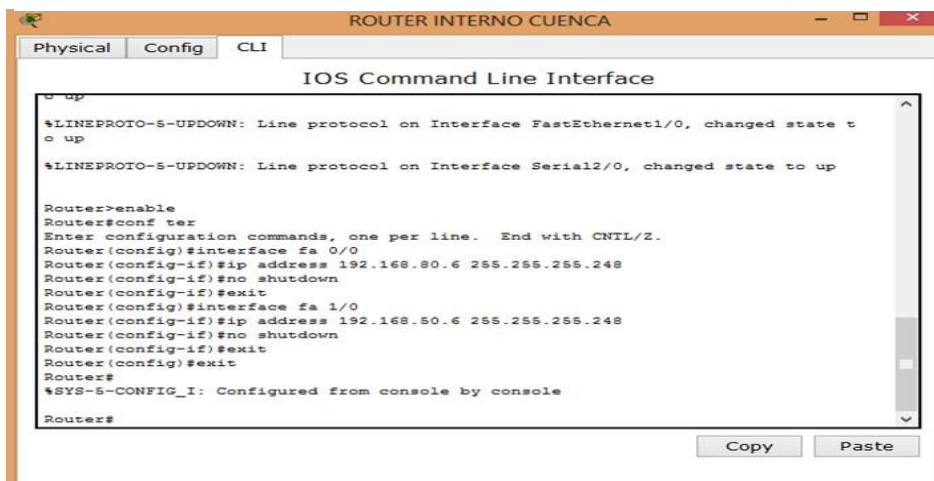 ROUTER INTERNO CUENCA
Physical Config CLI
IOS Command Line Interface
o up
%LINEPROTO-5-UPDOWN: Line protocol on Interface FastEthernet1/0, changed state t
o up
%LINEPROTO-5-UPDOWN: Line protocol on Interface Serial2/0, changed state to up
Router>enable
Router#conf ter
Enter configuration commands, one per line.  End with CNTL/Z.
Router(config)#interface fa 0/0
Router(config-if)#ip address 192.168.80.6 255.255.255.248
Router(config-if)#no shutdown
Router(config-if)#exit
Router(config)#interface fa 1/0
Router(config-if)#ip address 192.168.50.6 255.255.255.248
Router(config-if)#no shutdown
Router(config-if)#exit
Router(config)#exit
Router#
%SYS-5-CONFIG_I: Configured from console by console
Router#
Copy Paste